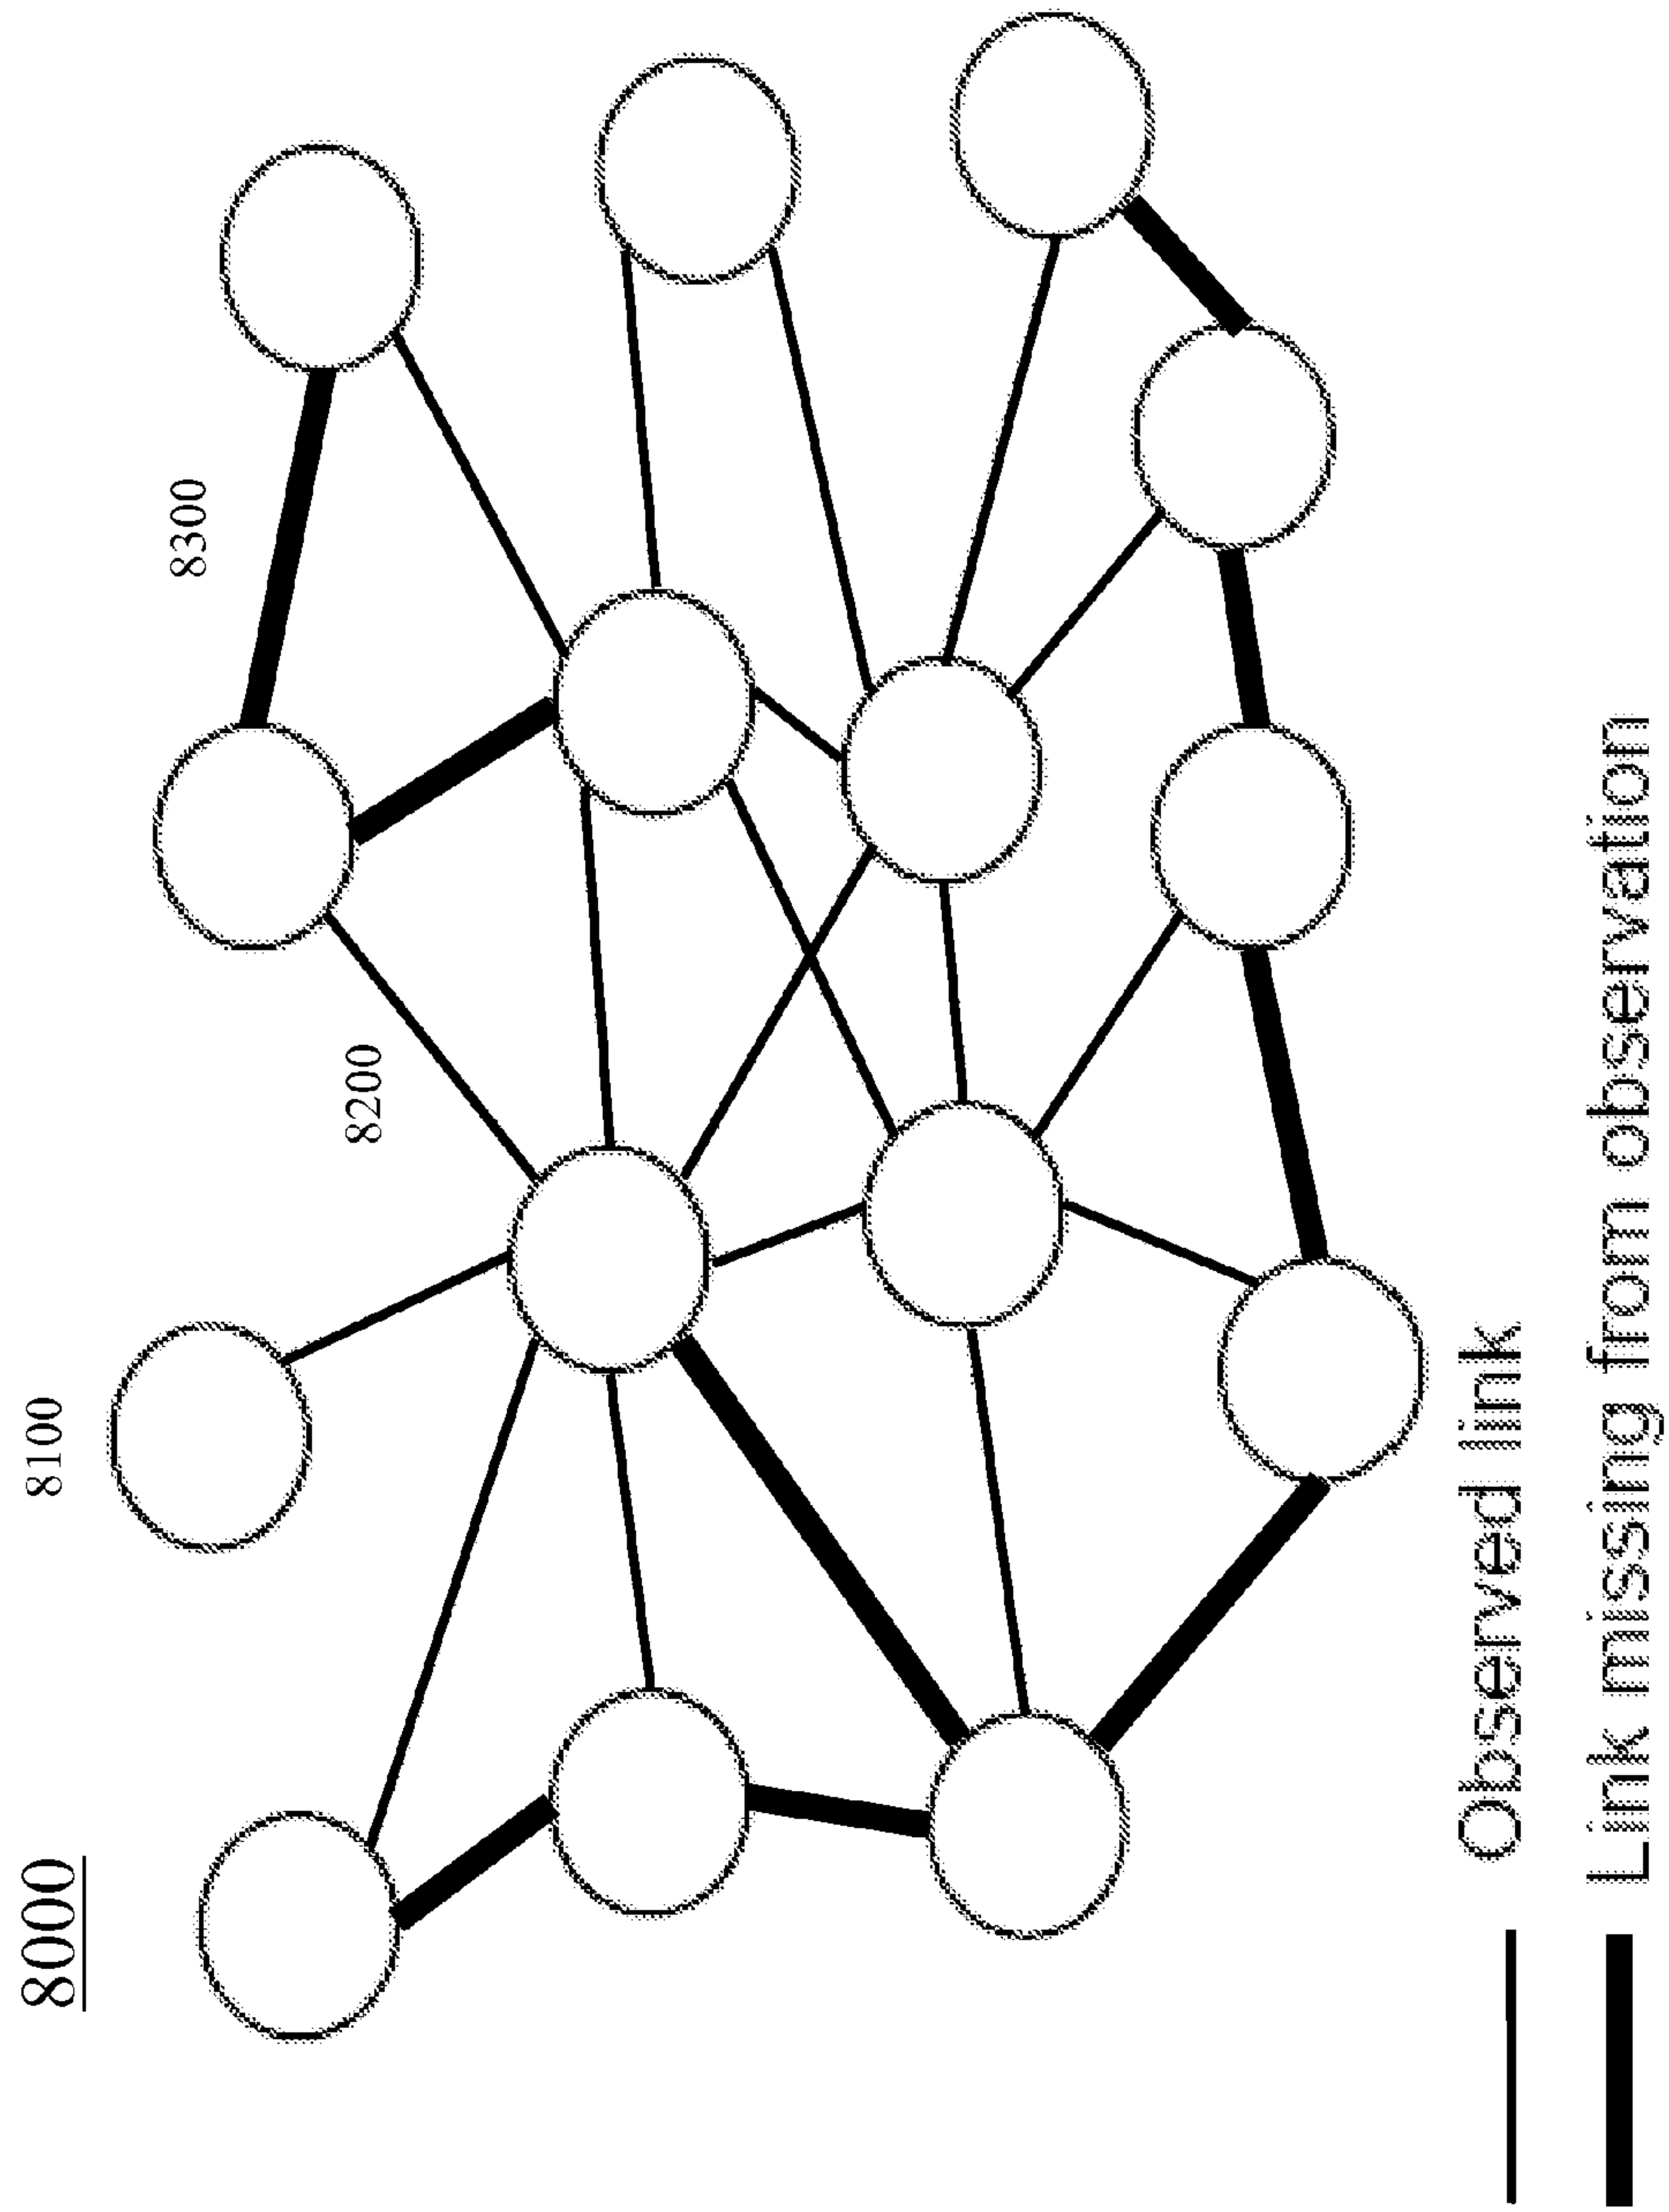 8000
8100
8200
8300
Observed link
Link missing from observation